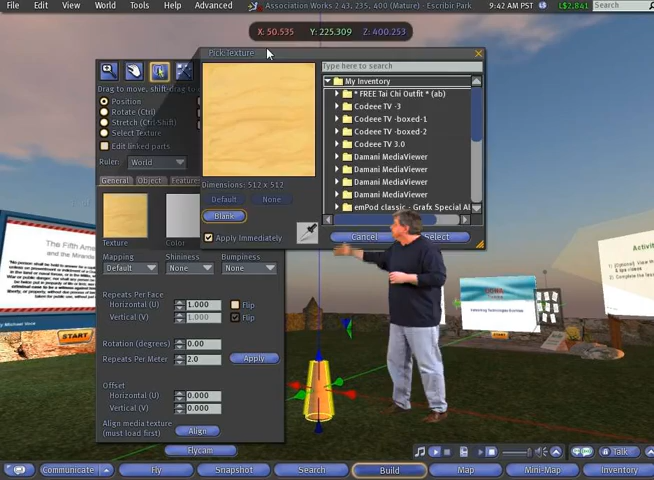 File Edit View World Tools Help Advanced
Association Works 2 43, 235, 400 (Mature) - Escribir Park
9:42 AM PST
L$ 2,841
Search
X: 50.535 Y: 225.309 Z: 400.253
Pick: Texture
Type here to search
My Inventory
* FREE Tai Chi Outfit * (ab)
Codeee TV -3
Codeee TV -boxed-1
Codeee TV -boxed-2
Codeee TV 3.0
Damani MediaViewer
Damani MediaViewer
Damani MediaViewer
Damani MediaViewer
emPod classic - Grafx Special
Dimensions: 512 x 512
Default None
Blank
Apply Immediately
Cancel Select
Drag to move, shift-drag to
Position
Rotate (Ctrl)
Stretch (Ctrl-Shift)
Select Texture
Edit linked parts
Ruler: World
General Object Feature
Texture Color
Mapping Shininess Bumpiness
Default None None
Repeats Per Face
Horizontal (U) 1.000 Flip
Vertical (V) 1.000 Flip
Rotation (degrees) 0.00
Repeats Per Meter 2.0 Apply
Offset
Horizontal (U) 0.000
Vertical (V) 0.000
Align media texture
(must load first) Align
Flycam
The Fifth
and the Miranda
START
Activit
Talk
Communicate Fly Snapshot Search Build Map Mini-Map Inventory